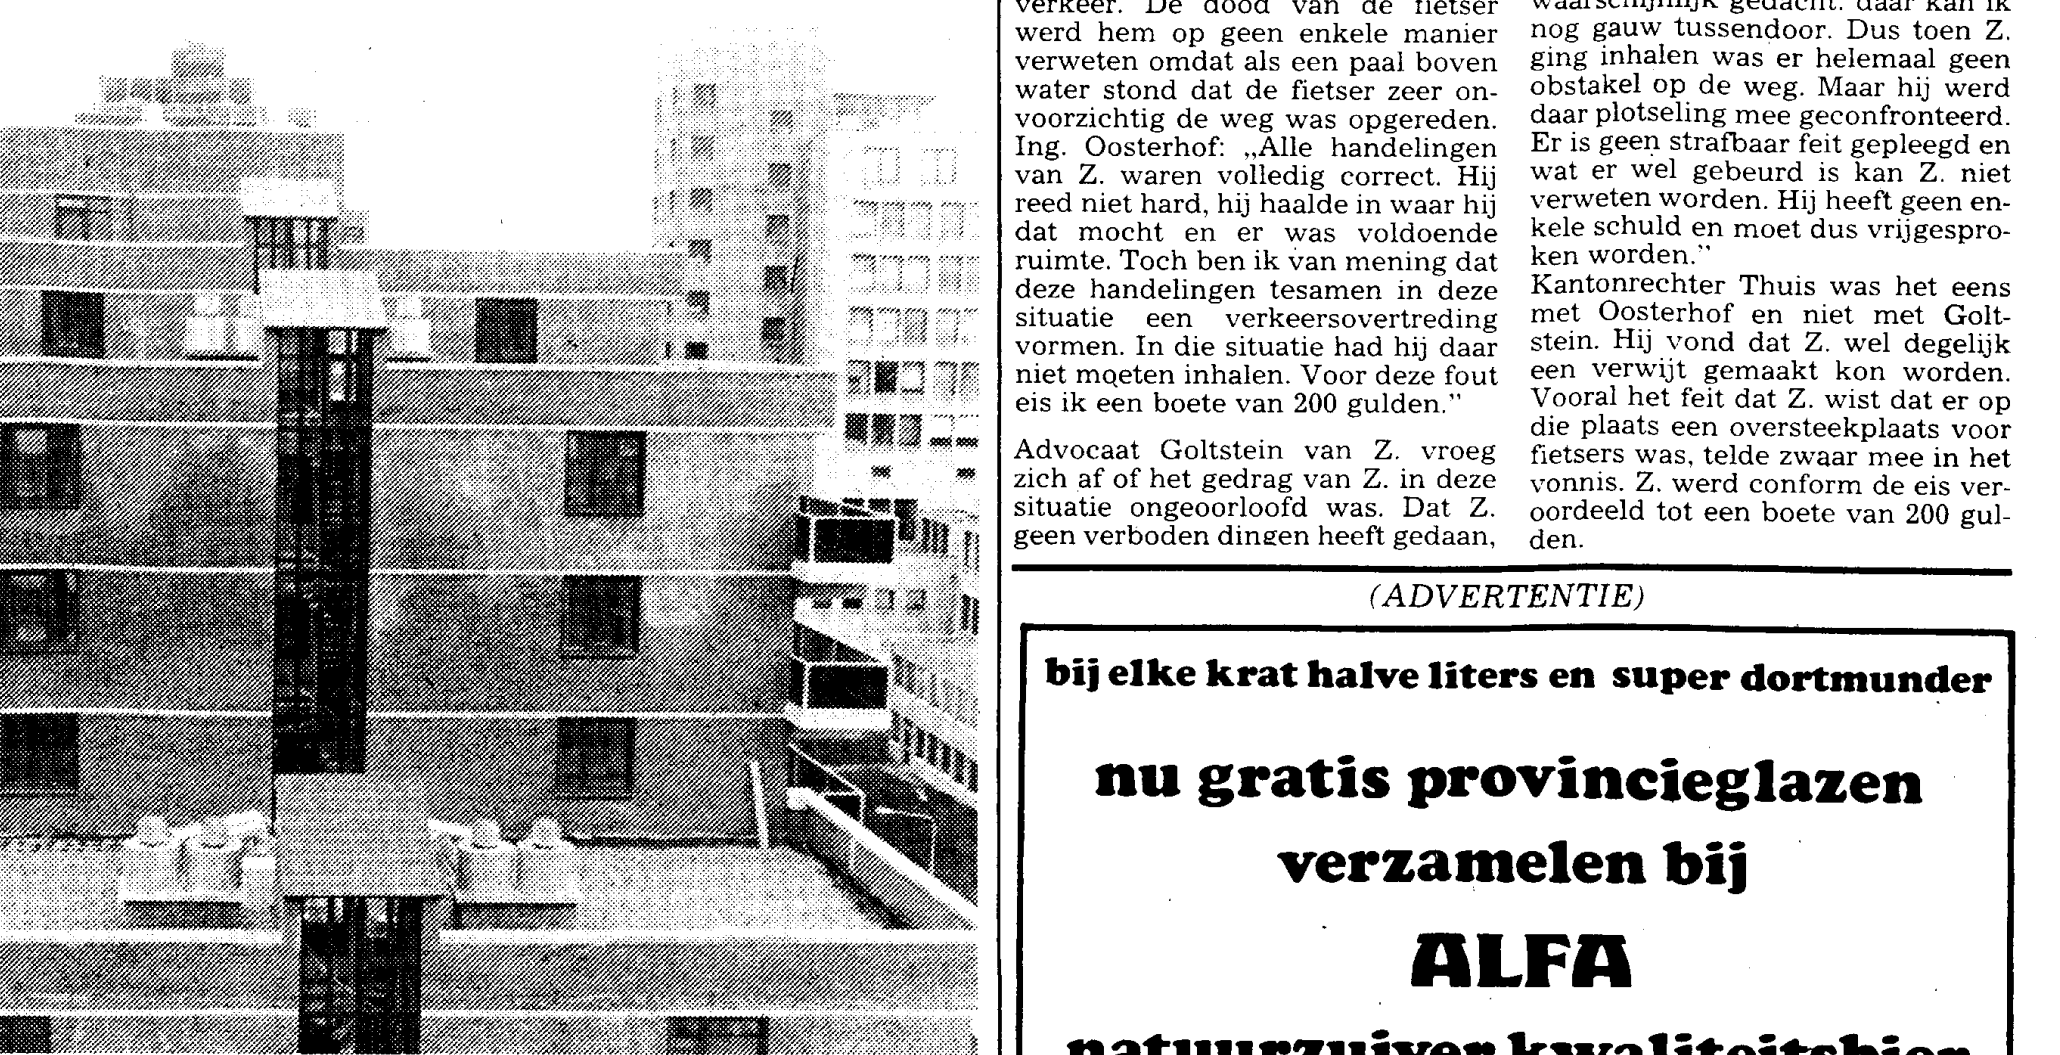 verkeer. De dood van de fietser
werd hem op geen enkele manier
verweten omdat als een paal boven
water stond dat de fietser zeer on-
voorzichtig de weg was opgereden.
Ing. Oosterhof: „Alle handelingen
van Z. waren volledig correct. Hij
reed niet hard, hij haalde in waar hij
dat mocht en er was voldoende
ruimte. Toch ben ik van mening dat
deze handelingen tesamen in deze
situatie een verkeersovertreding
vormen. In die situatie had hij daar
niet moeten inhalen. Voor deze fout
eis ik een boete van 200 gulden.”
Advocaat Goltstein van Z. vroeg
zich af of het gedrag van Z. in deze
situatie ongeoorloofd was. Dat Z.
geen verboden dingen heeft gedaan,
waarschijnlijk gedacht: daar kan ik
nog gauw tussendoor. Dus toen Z.
ging inhalen was er helemaal geen
obstakel op de weg. Maar hij werd
daar plotseling mee geconfronteerd.
Er is geen strafbaar feit gepleegd en
wat er wel gebeurd is kan Z. niet
verweten worden. Hij heeft geen en-
kele schuld en moet dus vrijgespro-
ken worden.”
Kantonrechter Thuis was het eens
met Oosterhof en niet met Golt-
stein. Hij vond dat Z. wel degelijk
een verwijt gemaakt kon worden.
Vooral het feit dat Z. wist dat er op
die plaats een oversteekplaats voor
fietsers was, telde zwaar mee in het
vonnis. Z. werd conform de eis ver-
oordeeld tot een boete van 200 gul-
den.
(ADVERTENTIE)
bij elke krat halve liters en super dortmunder
nu gratis provincieglazen
verzamelen bij
ALFA
natuurzuiver kwaliteitsbier